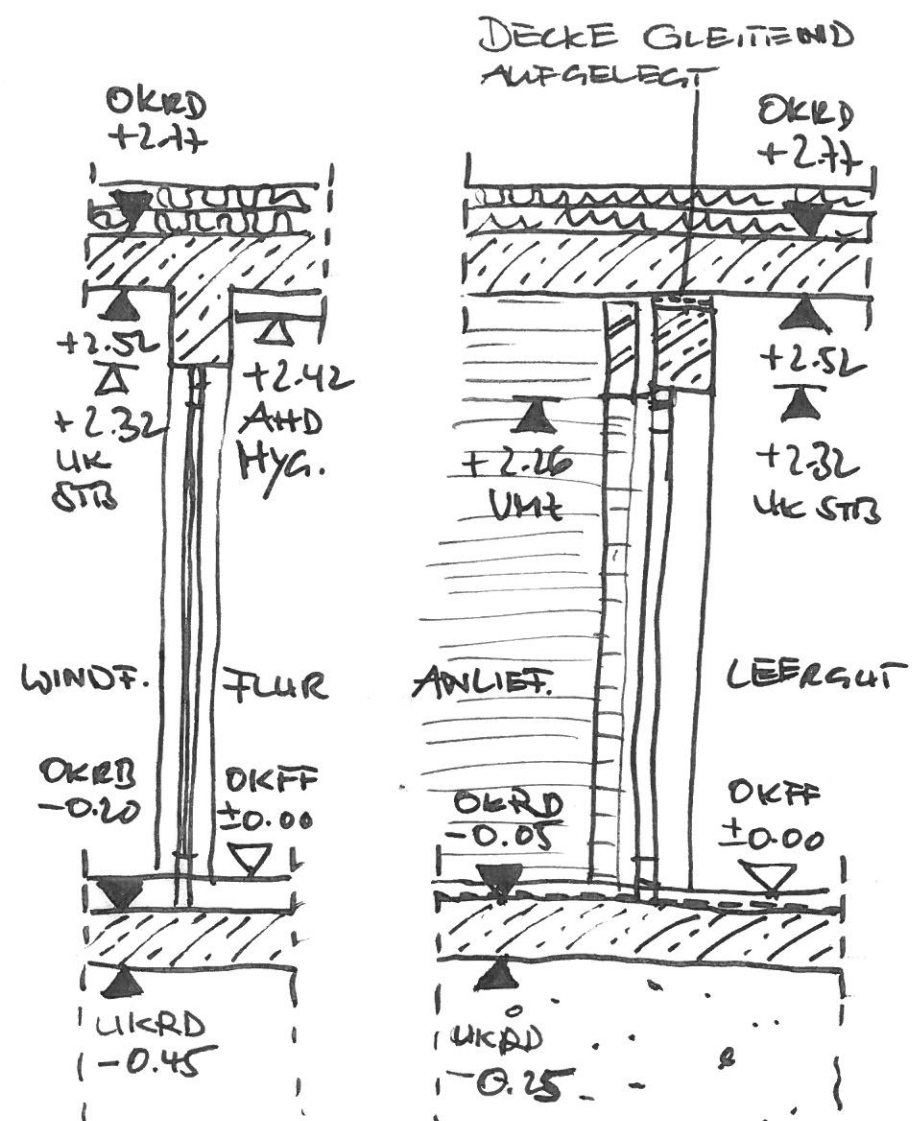 DECKE GLEITEND
AUFGELEGT
OKRD
+2.77
OKRD
+2.77
+2.52
+2.32
UK
STB
+2.42
AHD
HYG.
+2.26
+2.52
+2.32
UK STB
WINDF.
FLUR
ANLIEF.
LEERGUT
OKRD
-0.20
OKFF
±0.00
OKRD
-0.05
OKFF
±0.00
UKRD
-0.45
UKRD
-0.25